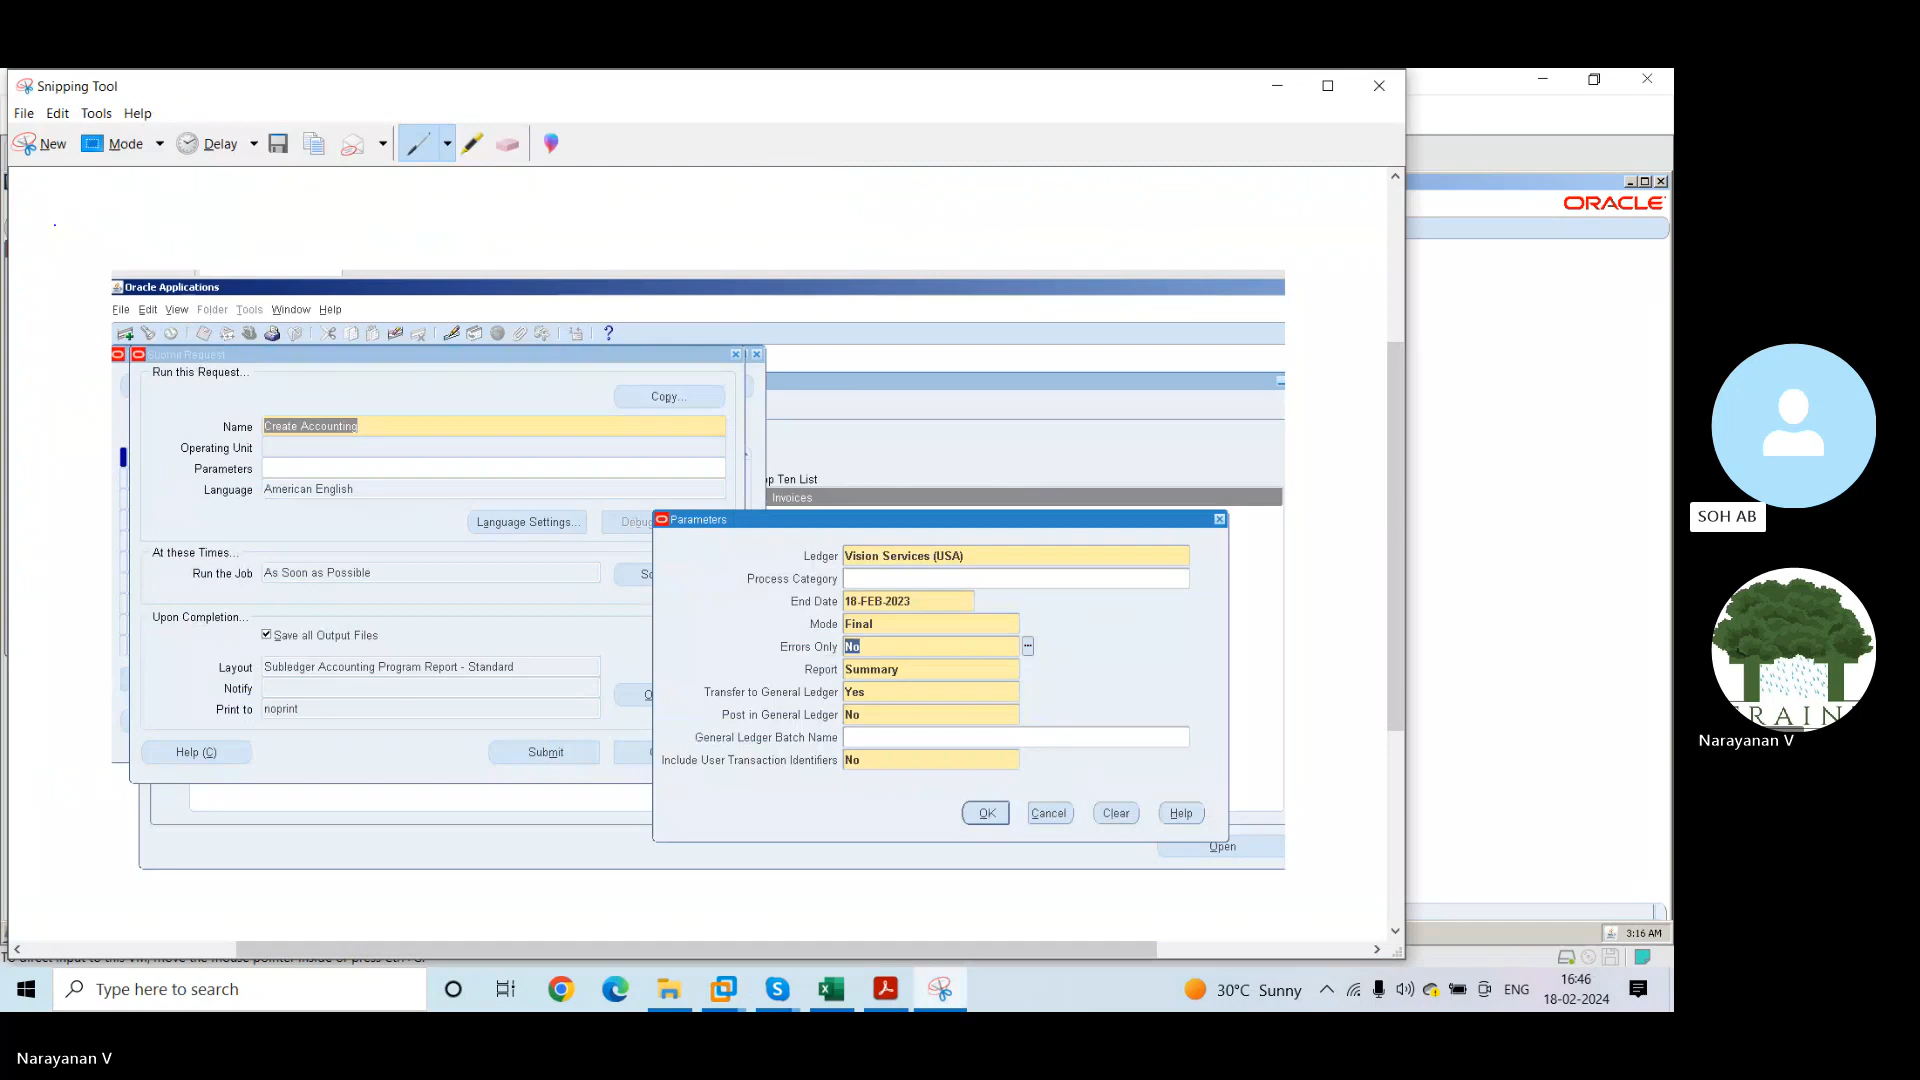 Snipping Tool
File Edit Tools Help
New Mode Delay
ORACLE
Oracle Applications
File Edit View Folder Tools Window Help
Submit Request
Run this Request...
Copy...
Name Create Accounting
Operating Unit
Parameters
Language American English
Language Settings...
At these Times...
Run the Job As Soon as Possible
Upon Completion...
Save all Output Files
Layout Subledger Accounting Program Report - Standard
Notify
Print to noprint
Help (C) Submit
op Ten List
Invoices
Parameters
Ledger Vision Services (USA)
Process Category
End Date 18-FEB-2023
Mode Final
Errors Only No
Report Summary
Transfer to General Ledger Yes
Post in General Ledger No
General Ledger Batch Name
Include User Transaction Identifiers No
OK Cancel Clear Help
Open
3:16 AM
Type here to search
30°C Sunny
ENG
16:46
18-02-2024
SOH AB
RAIN
Narayanan V
Narayanan V